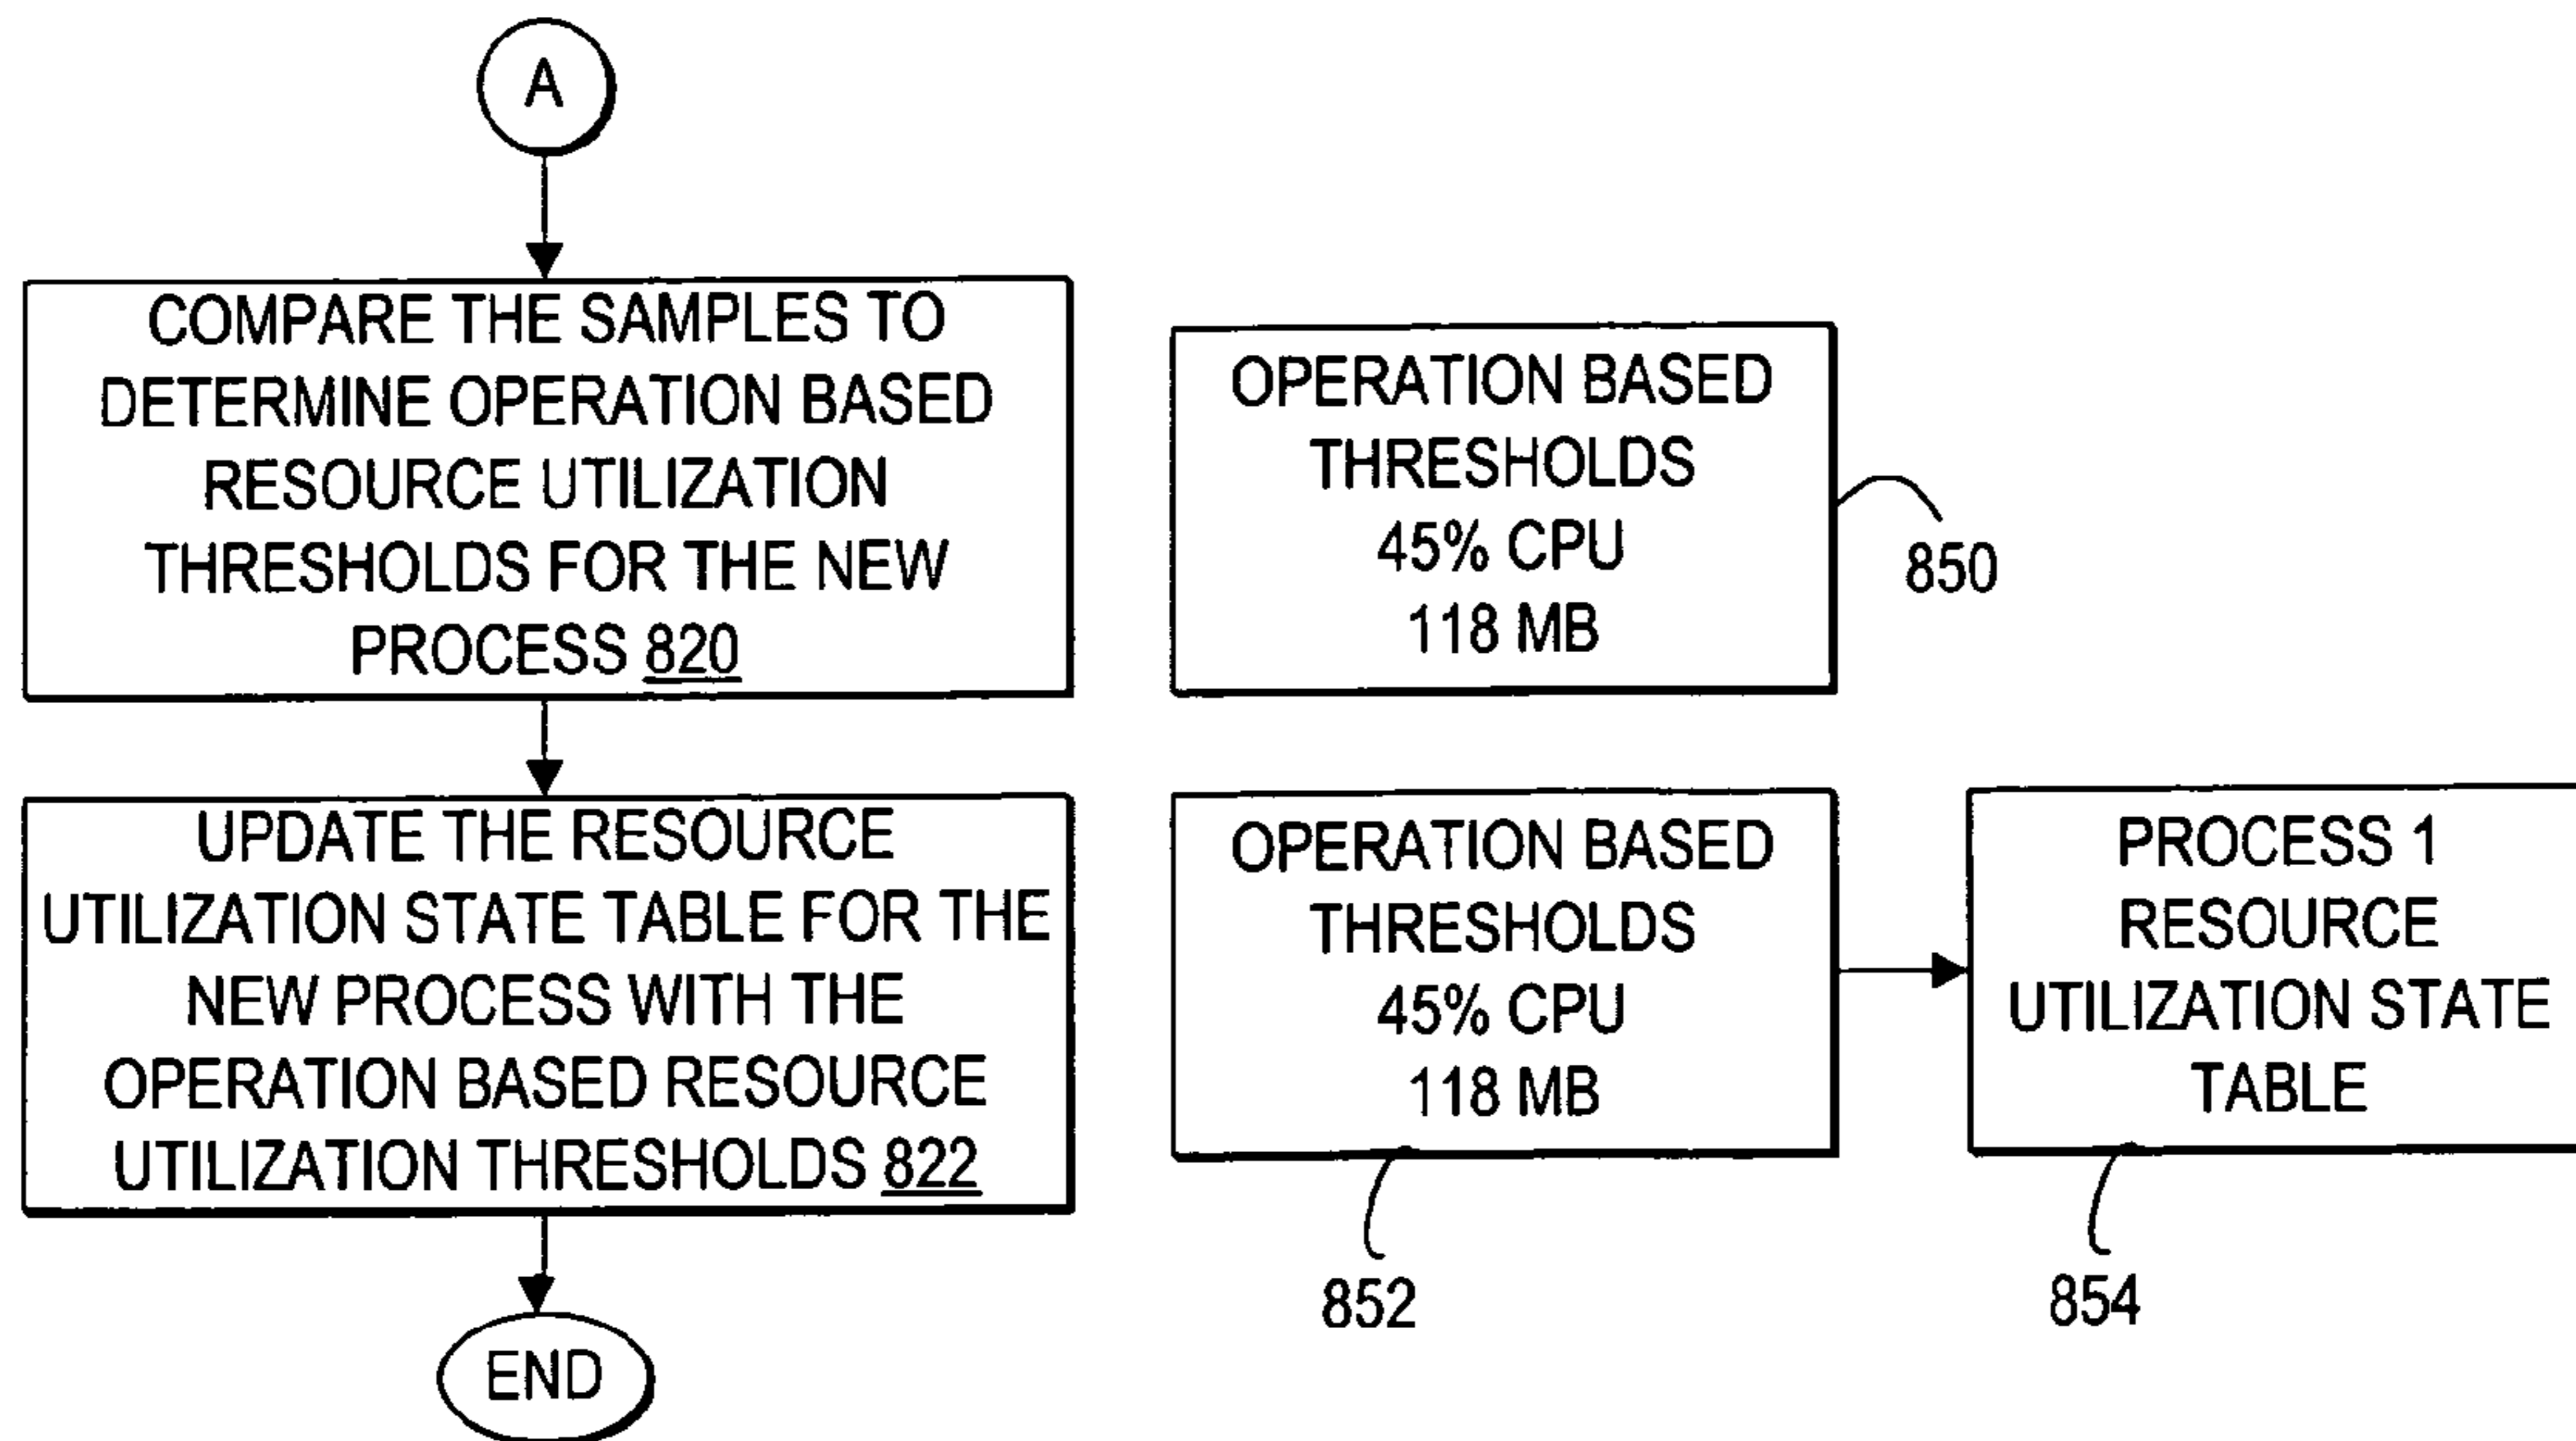 A
COMPARE THE SAMPLES TO
DETERMINE OPERATION BASED
RESOURCE UTILIZATION
THRESHOLDS FOR THE NEW
PROCESS 820
OPERATION BASED
THRESHOLDS
45% CPU
118 MB
850
UPDATE THE RESOURCE
UTILIZATION STATE TABLE FOR THE
NEW PROCESS WITH THE
OPERATION BASED RESOURCE
UTILIZATION THRESHOLDS 822
OPERATION BASED
THRESHOLDS
45% CPU
118 MB
852
PROCESS 1
RESOURCE
UTILIZATION STATE
TABLE
854
END